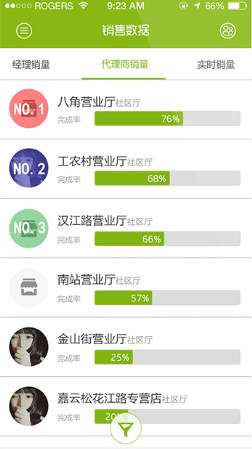 ROGERS 9:23 AM 66%
销售数据
经理销量 代理商销量 实时销量
NO. 1 八角营业厅社区厅
完成率 76%
NO. 2 工农村营业厅社区厅
完成率 68%
NO. 3 汉江路营业厅社区厅
完成率 66%
南站营业厅社区厅
完成率 57%
金山街营业厅社区厅
完成率 25%
嘉云松花江路专营店社区厅
完成率 20%